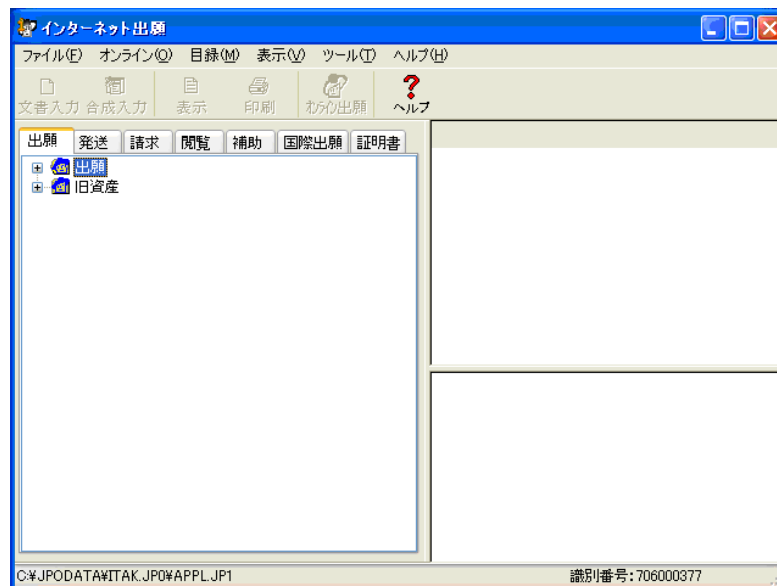 インターネット出願
ファイル(F) オンライン(O) 目録(M) 表示(V) ツール(T) ヘルプ(H)
文書入力 合成入力 表示 印刷 オンライン出願 ヘルプ
出願 発送 請求 閲覧 補助 国際出願 証明書
出願
旧資産
C:¥JPODATA¥ITAK.JP0¥APPL.JP1 識別番号:706000377